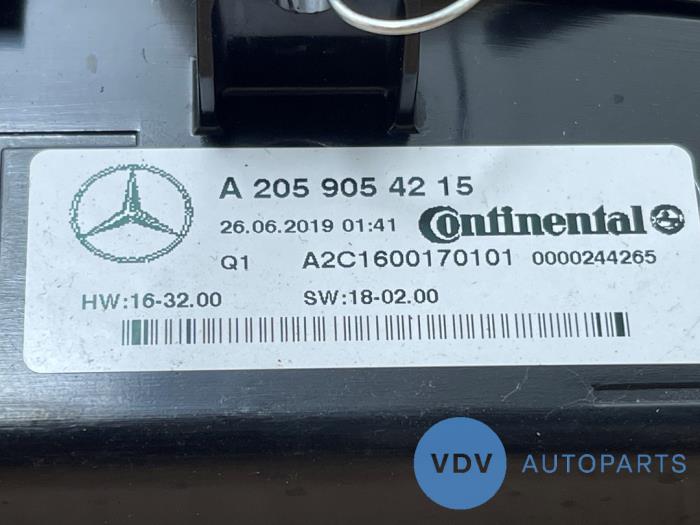 A 205 905 42 15
26.06.2019 01:41 Continental
Q1 A2C1600170101 0000244265
HW:16-32.00 SW:18-02.00
VDV AUTOPARTS